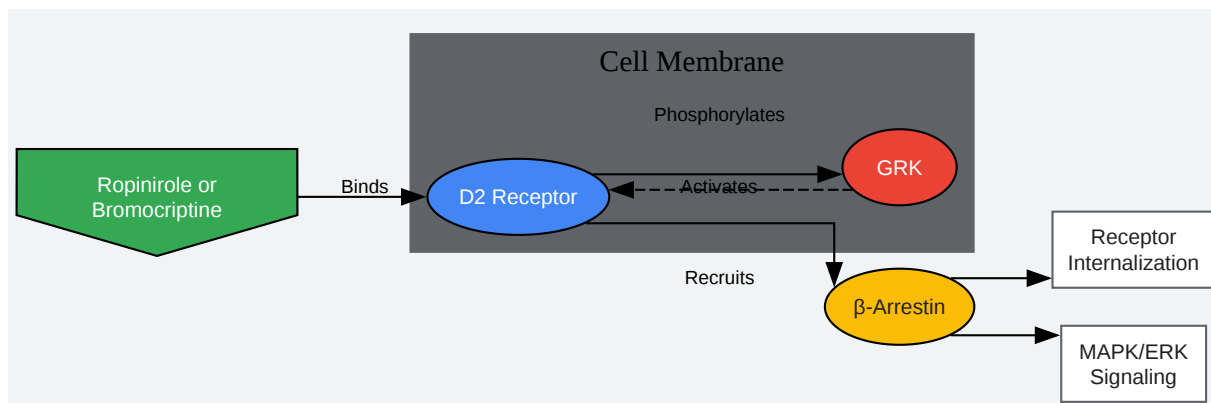 Cell Membrane
Phosphorylates
GRK
Ropinirole or
Bromocriptine
Binds
D2 Receptor
Activates
Receptor
Internalization
Recruits
β-Arrestin
MAPK/ERK
Signaling